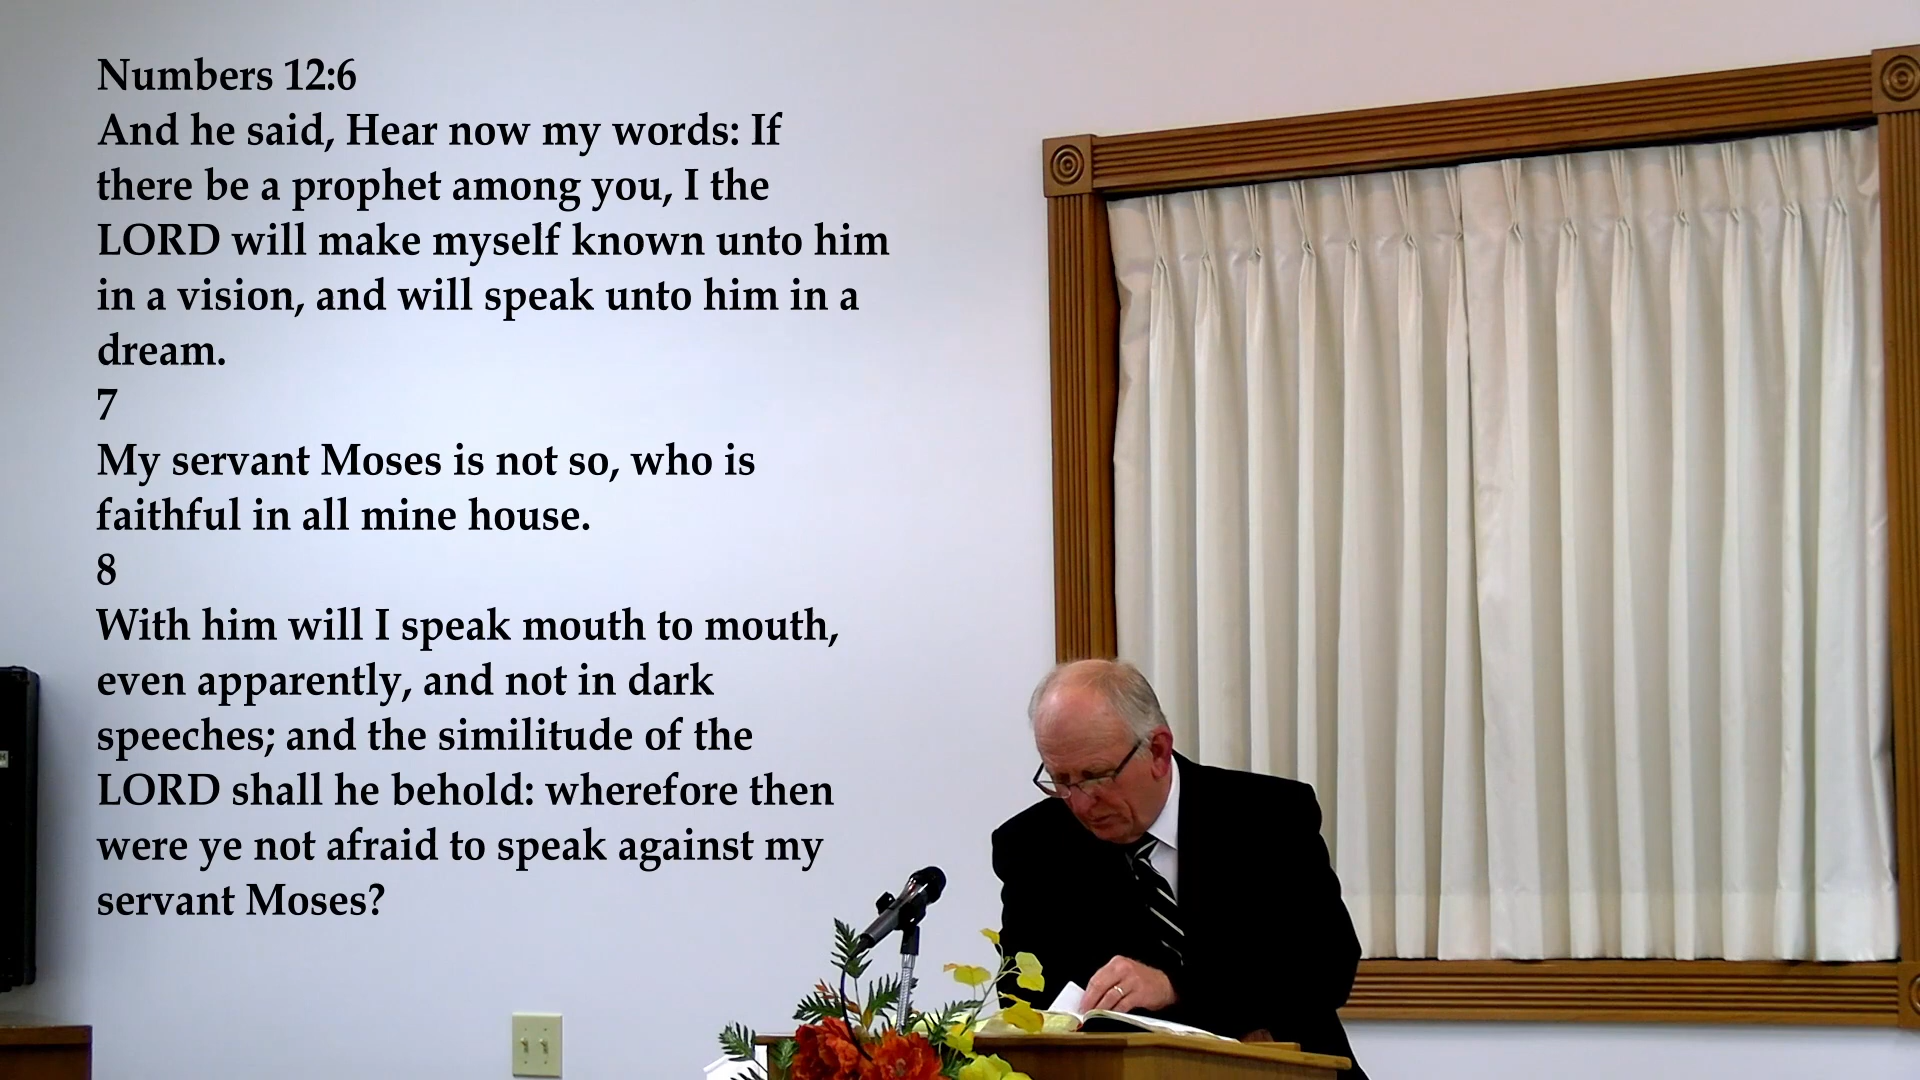 Numbers 12:6
And he said, Hear now my words: If
there be a prophet among you, I the
LORD will make myself known unto him
in a vision, and will speak unto him in a
dream.
7
My servant Moses is not so, who is
faithful in all mine house.
8
With him will I speak mouth to mouth,
even apparently, and not in dark
speeches; and the similitude of the
LORD shall he behold: wherefore then
were ye not afraid to speak against my
servant Moses?